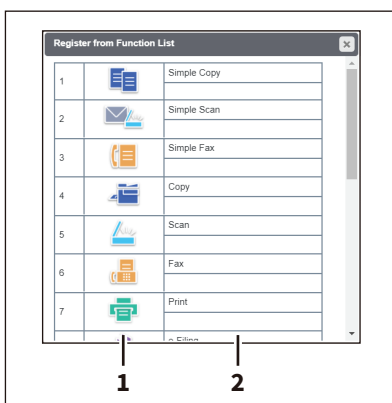 Register from Function List
1 Simple Copy
2 Simple Scan
3 Simple Fax
4 Copy
5 Scan
6 Fax
7 Print
e-Filing
1 2